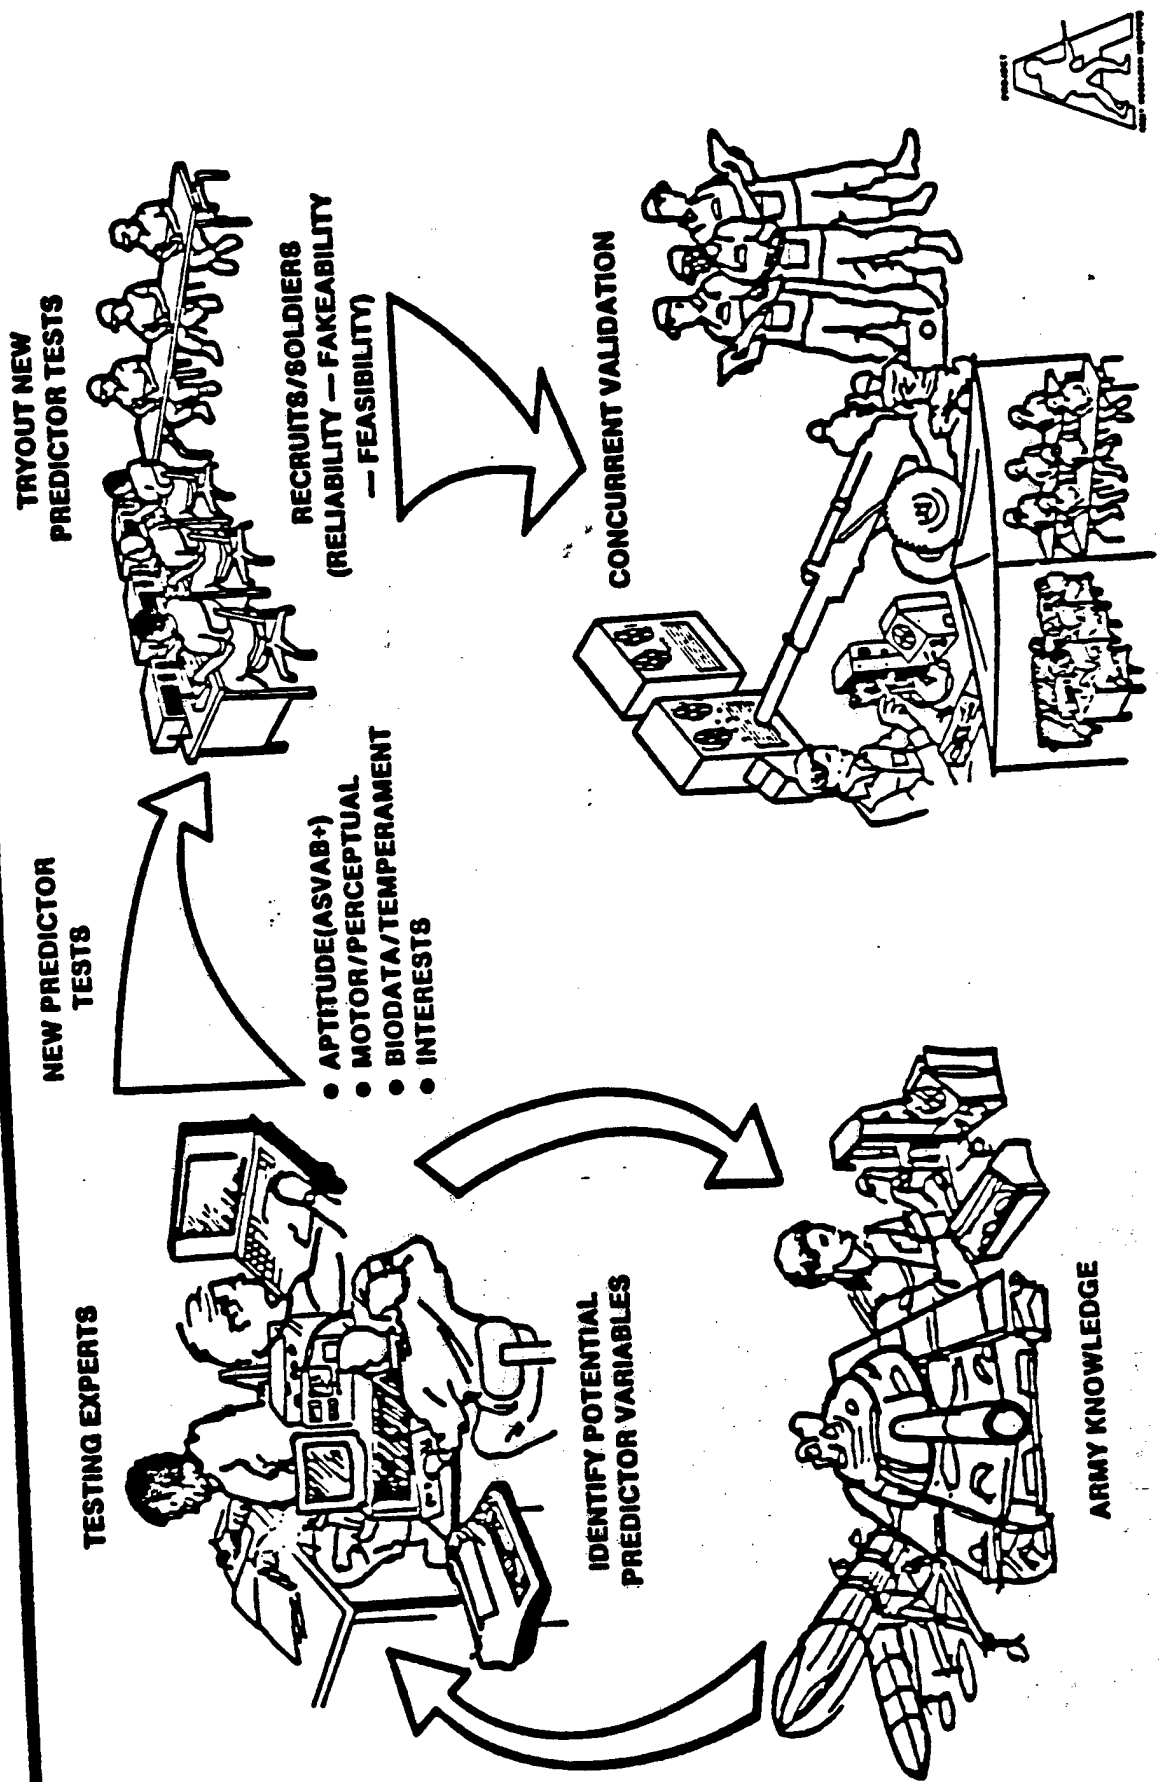 TESTING EXPERTS
IDENTIFY POTENTIAL
PREDICTOR VARIABLES
ARMY KNOWLEDGE
NEW PREDICTOR
TESTS
● APTITUDE(ASVAB+)
● MOTOR/PERCEPTUAL
● BIODATA/TEMPERAMENT
● INTERESTS
TRYOUT NEW
PREDICTOR TESTS
RECRUITS/SOLDIERS
(RELIABILITY — FAKEABILITY
— FEASIBILITY)
CONCURRENT VALIDATION
PROJECT